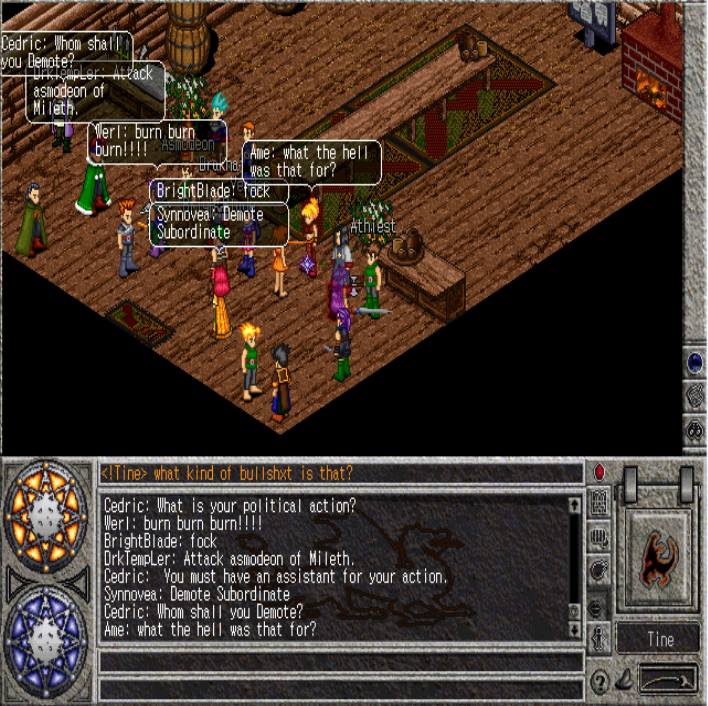 Cedric: Whom shall
you Demote?
DrkTempLer: Attack
asmodeon of
Mileth.
Werl: burn burn
burn!!!!
Asmodeon
Ame: what the hell
was that for?
BrightBlade: fock
Synnovea: Demote
Subordinate
Athiest
<!Tine> what kind of bullshxt is that?
Cedric: What is your political action?
Werl: burn burn burn!!!!
BrightBlade: fock
DrkTempLer: Attack asmodeon of Mileth.
Cedric:  You must have an assistant for your action.
Synnovea: Demote Subordinate
Cedric: Whom shall you Demote?
Ame: what the hell was that for?
Tine